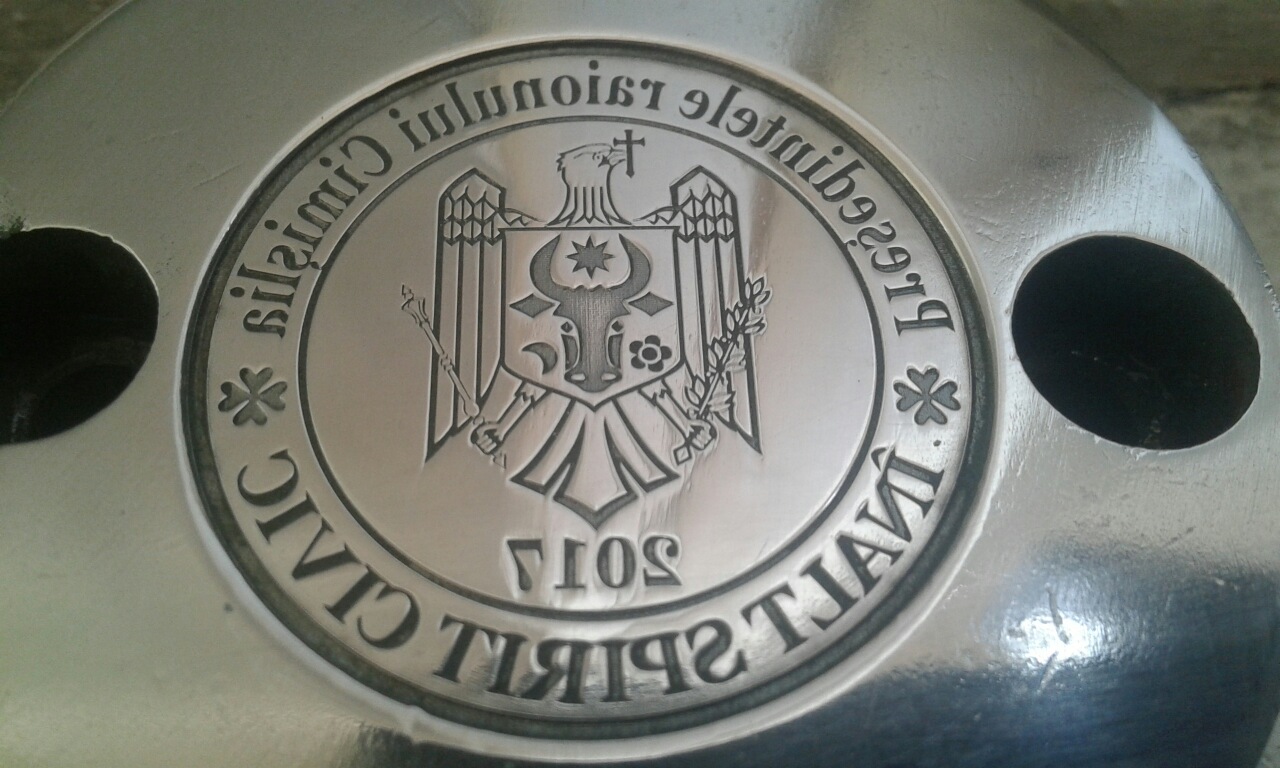 Președintele raionului Cimișlia
ÎNALT SPIRIT CIVIC
2017